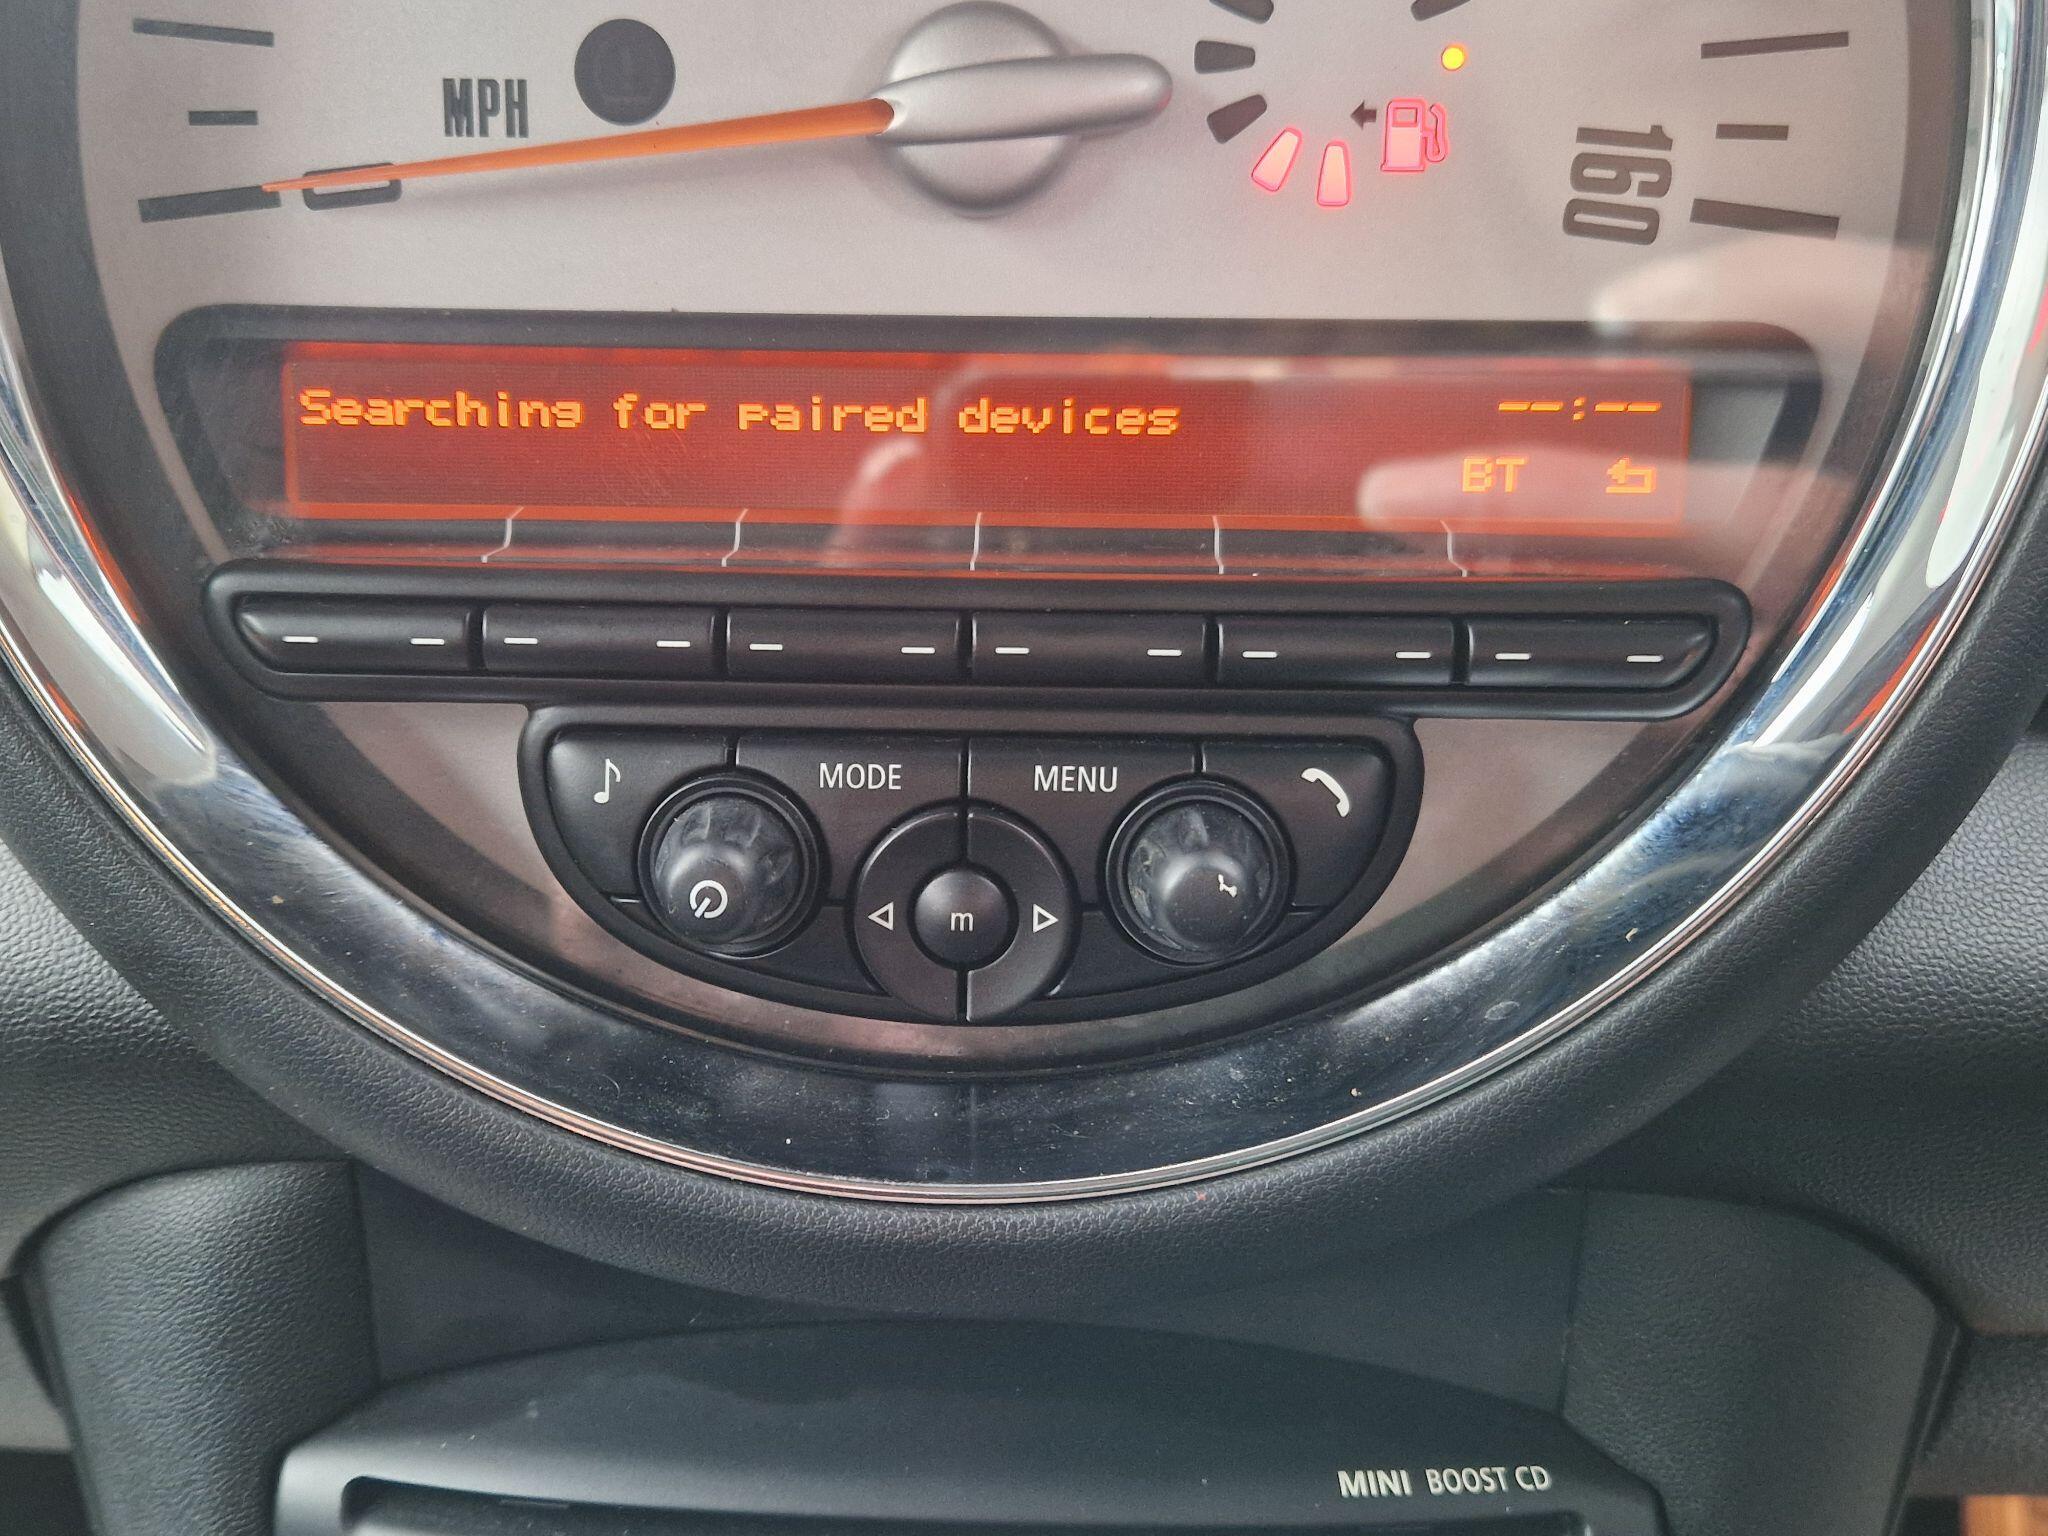 MPH
160
Searching for paired devices --:--
BT
MODE MENU
m
MINI BOOST CD